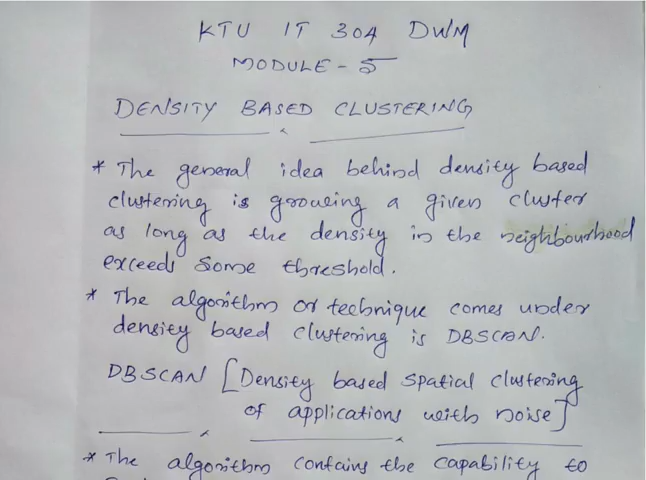 KTU IT 304 DWM
MODULE - 5
DENSITY BASED CLUSTERING
* The general idea behind density based
clustering is growing a given cluster
as long as the density in the neighbourhood
exceeds some threshold.
* The algorithm or technique comes under
density based clustering is DBSCAN.
DBSCAN [Density based spatial clustering
of applications with noise]
* The algorithm contains the capability to